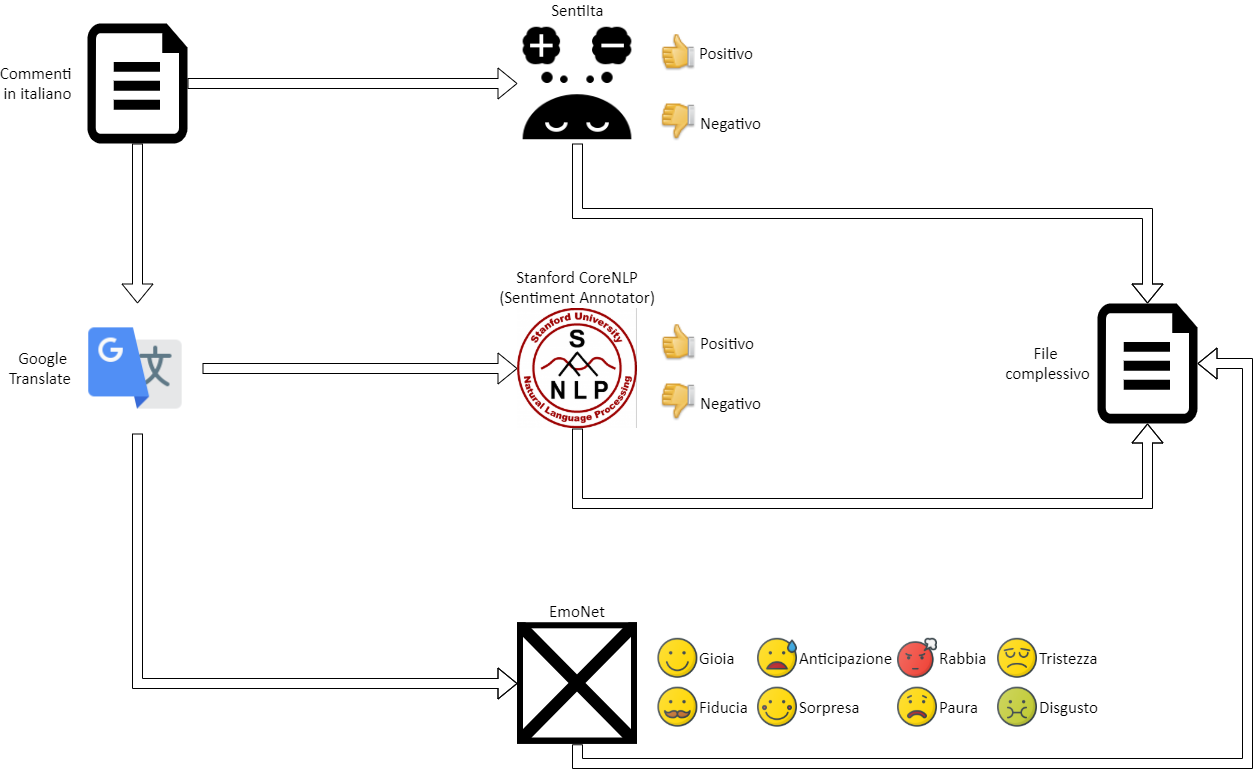 SentiIta
Commenti
in italiano
Positivo
Negativo
Stanford CoreNLP
(Sentiment Annotator)
Google
Translate
G
文
Stanford University
S
NLP
Natural Language Processing
Positivo
Negativo
File
complessivo
EmoNet
Gioia
Anticipazione
Rabbia
Tristezza
Fiducia
Sorpresa
Paura
Disgusto